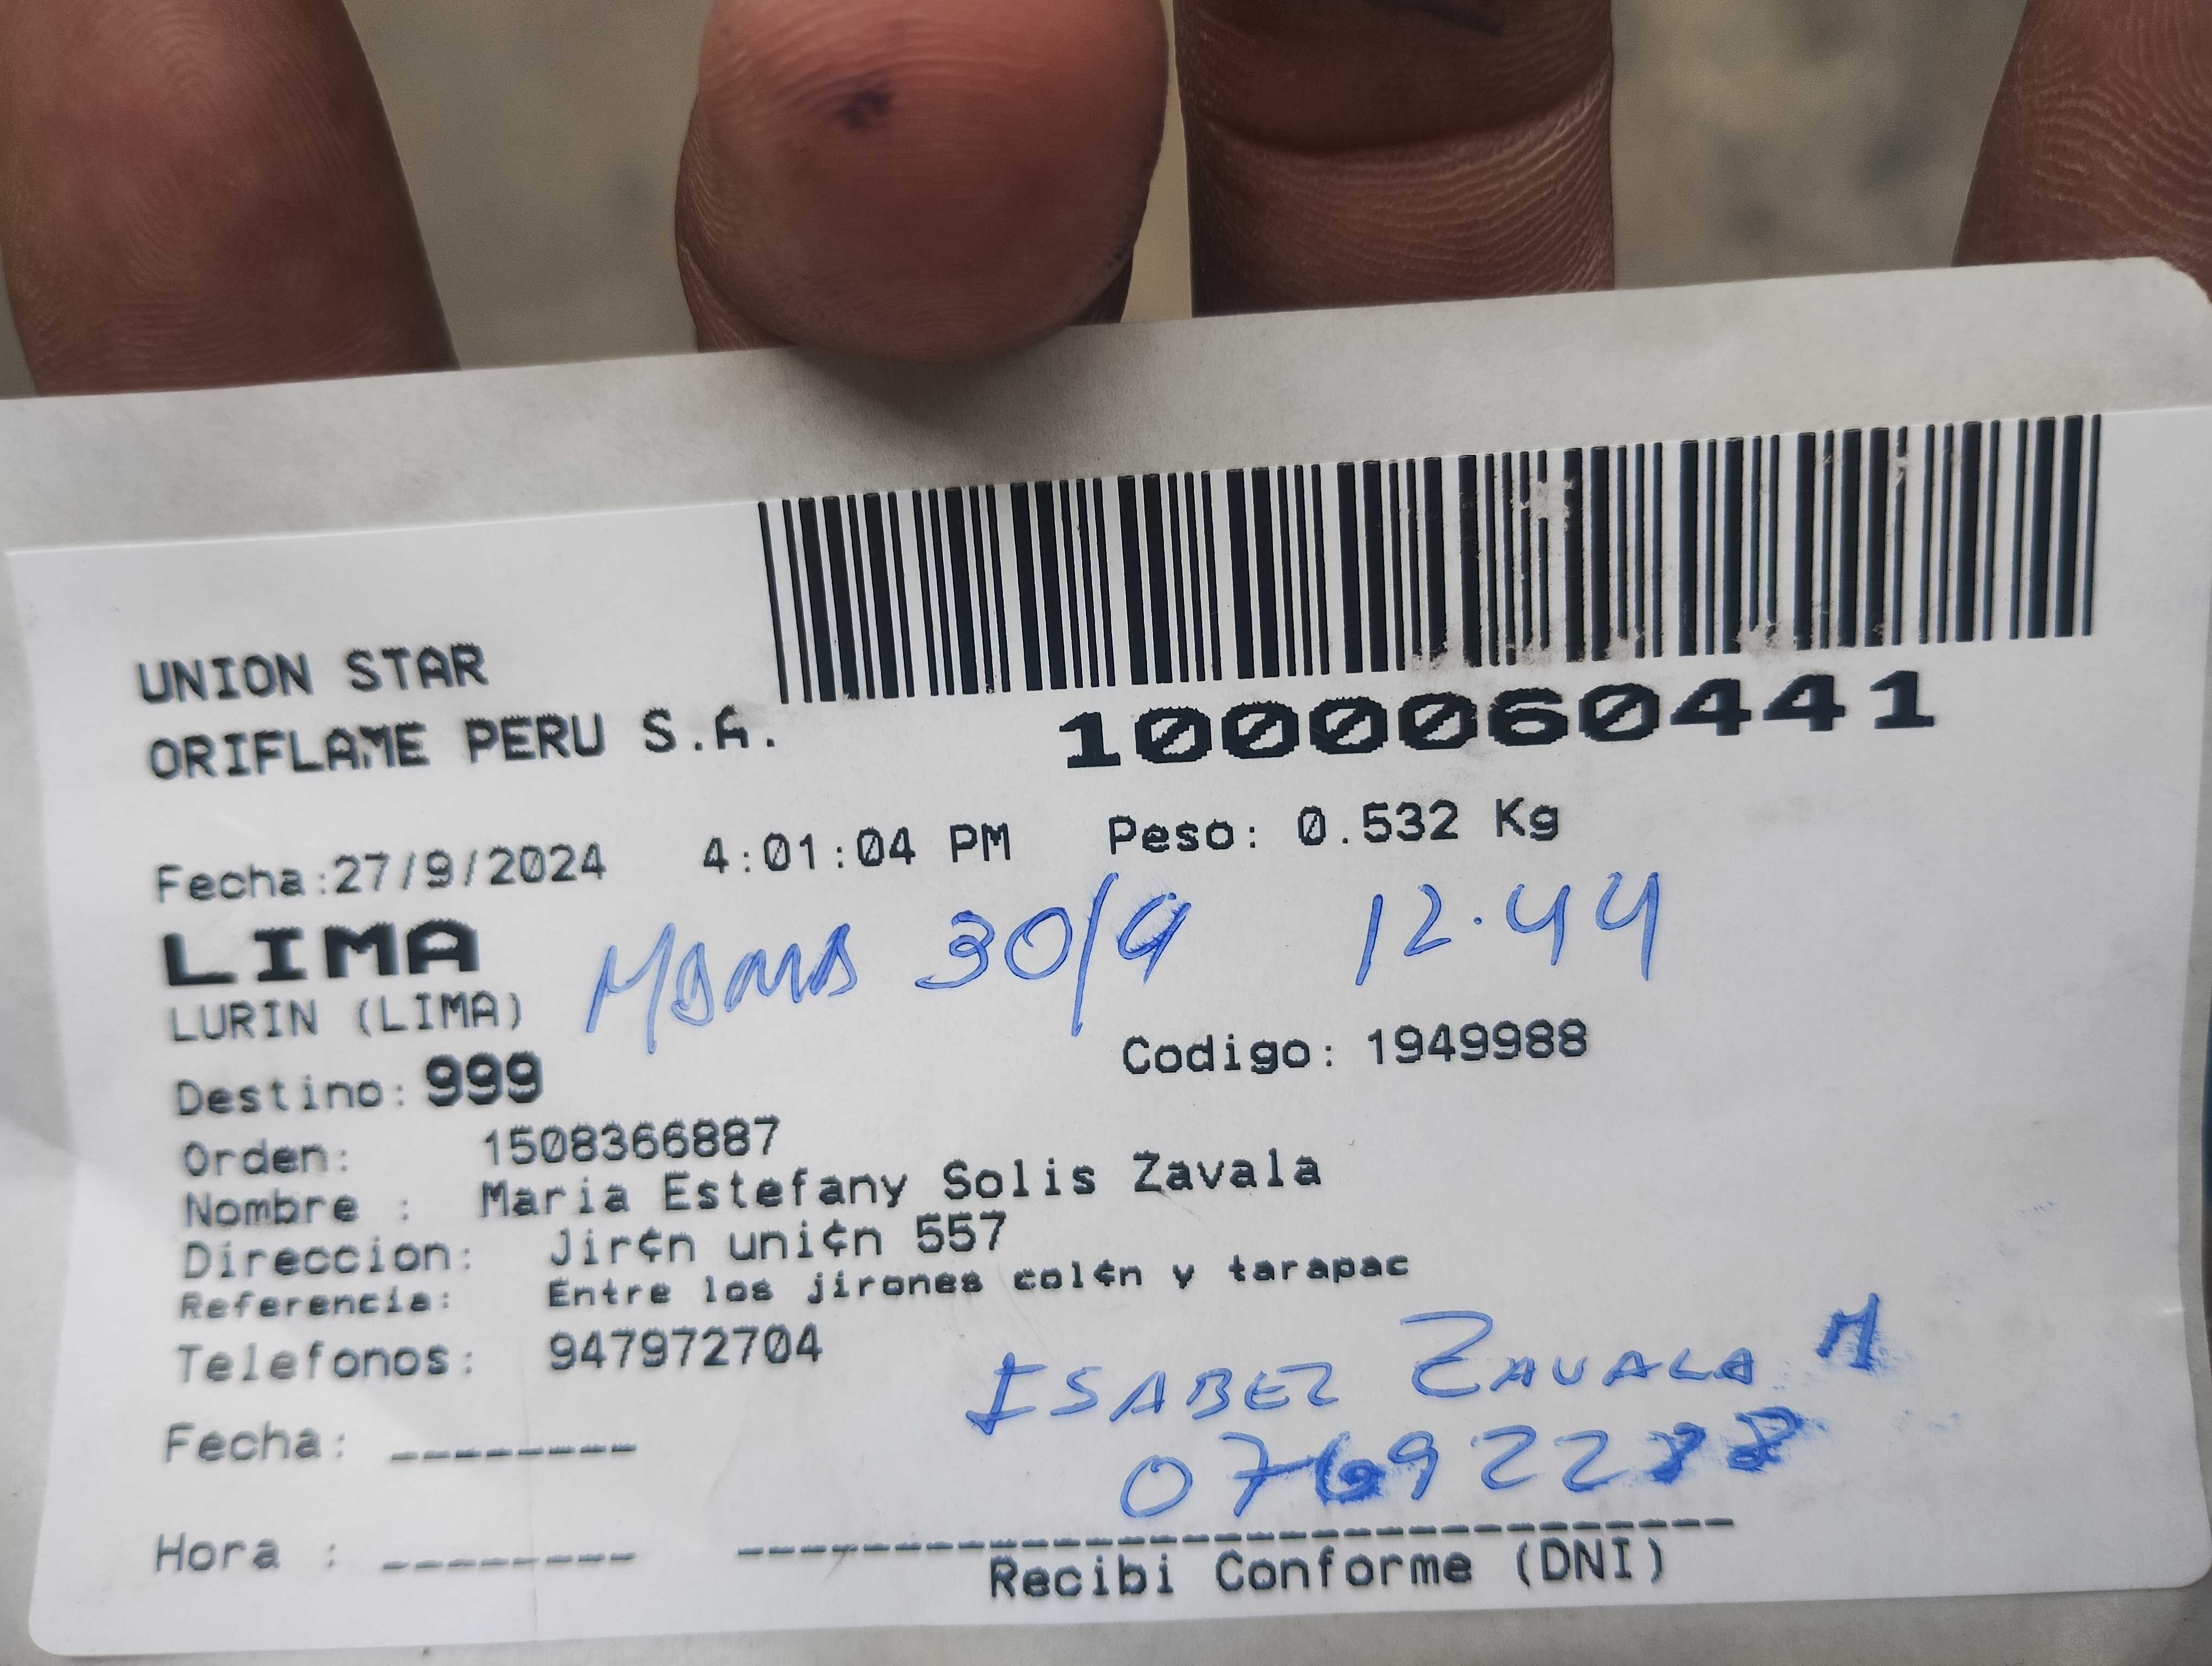 UNION STAR
ORIFLAME PERU S.A.
1000060441
Fecha:27/9/2024 4:01:04 PM Peso: 0.532 Kg
LIMA
MAMA 30/9 12.44
LURIN (LIMA)
Destino: 999 Codigo: 1949988
Orden: 1508366887
Nombre : Maria Estefany Solis Zavala
Direccion: Jir¢n uni¢n 557
Referencia: Entre los jirones col¢n y tarapac
Telefonos: 947972704
ISABEL ZAVALA M
Fecha: --------
Hora : --------
Recibi Conforme (DNI)